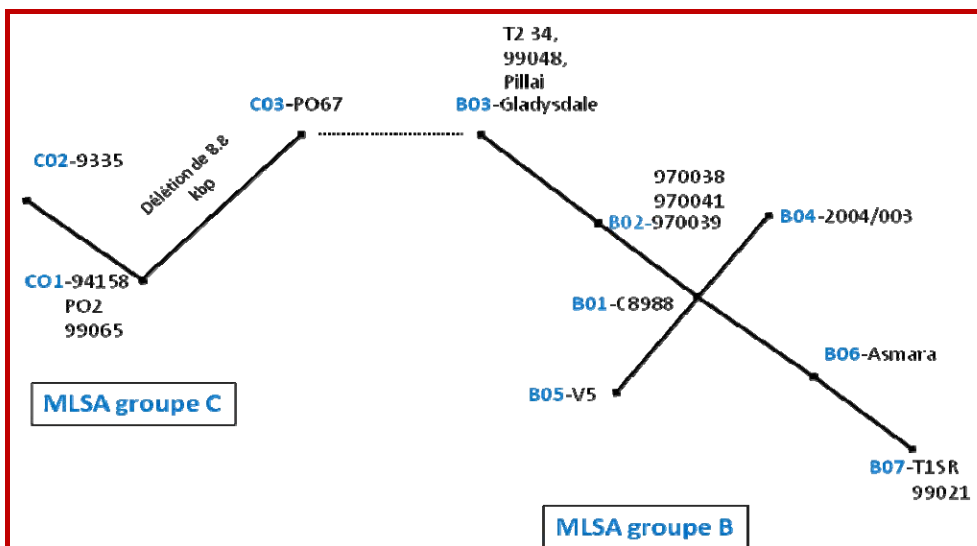 T2 34,
99048,
Pillai
B03-Gladysdale
C03-PO67
Délétion de 8.8
kbp
C02-9335
970038
970041
B02-970039
B04-2004/003
CO1-94158
PO2
99065
B01-C8988
B06-Asmara
B05-V5
MLSA groupe C
B07-T1SR
99021
MLSA groupe B